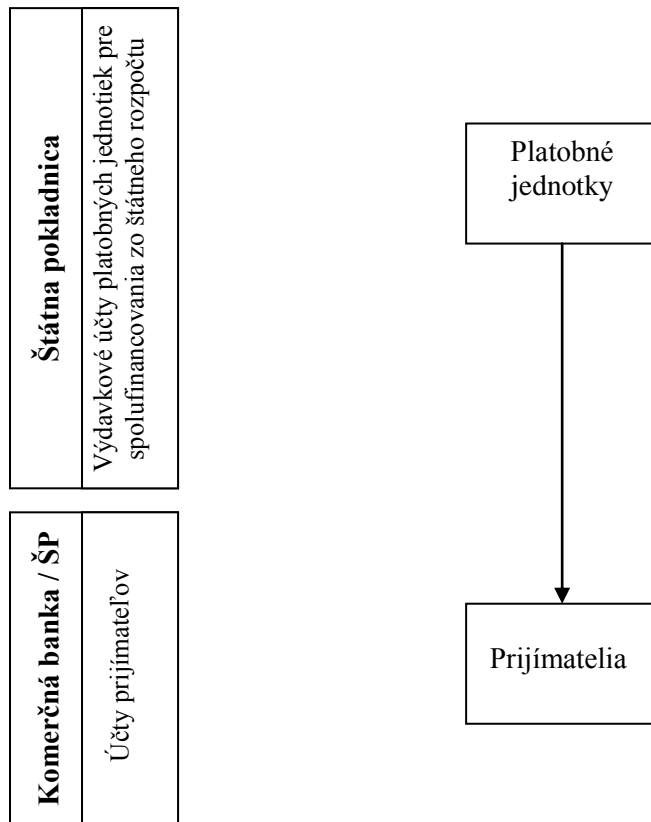 Štátna pokladnica
Výdavkové účty platobných jednotiek pre
spolufinancovania zo štátneho rozpočtu
Platobné
jednotky
Komerčná banka / ŠP
Účty prijímateľov
Prijímatelia